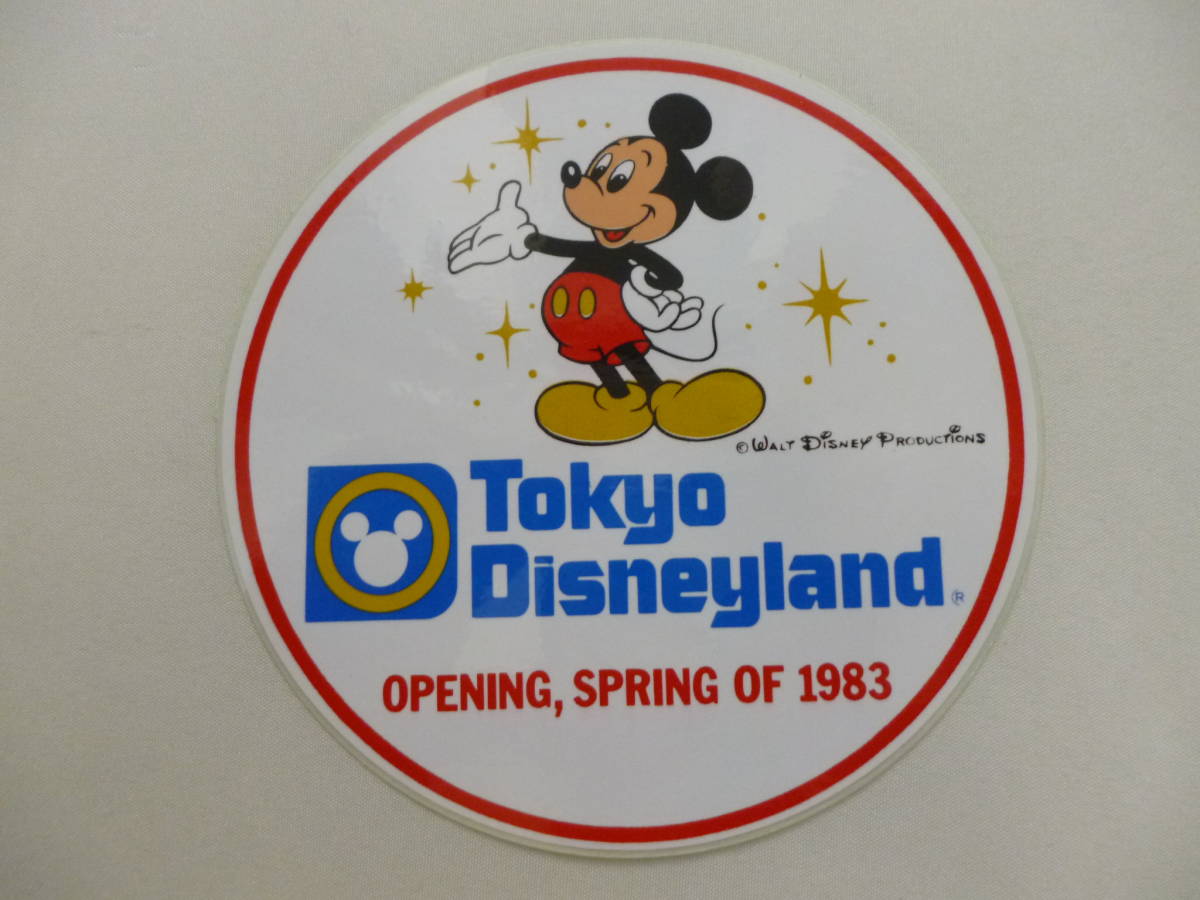 © WALT DISNEY PRODUCTIONS
Tokyo
Disneyland ®
OPENING, SPRING OF 1983